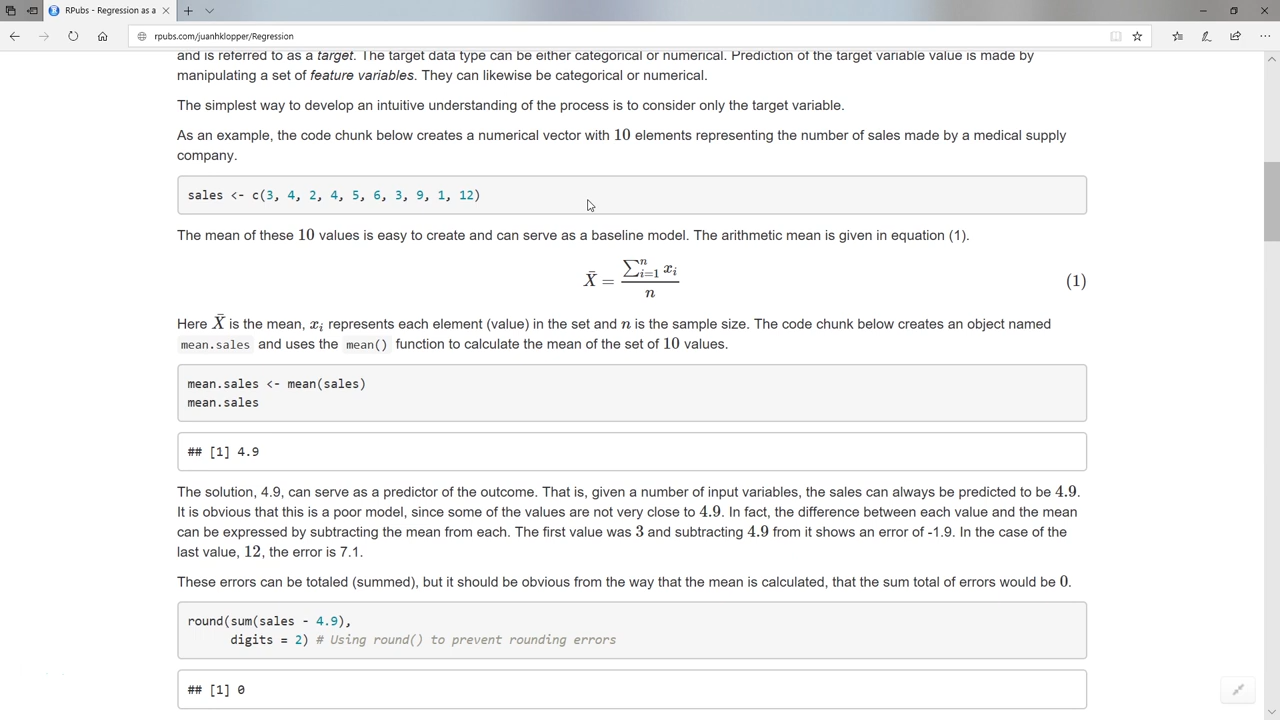 RPubs - Regression as a
rpubs.com/juanhklopper/Regression
and is referred to as a target. The target data type can be either categorical or numerical. Prediction of the target variable value is made by
manipulating a set of feature variables. They can likewise be categorical or numerical.
The simplest way to develop an intuitive understanding of the process is to consider only the target variable.
As an example, the code chunk below creates a numerical vector with 10 elements representing the number of sales made by a medical supply
company.
sales <- c(3, 4, 2, 4, 5, 6, 3, 9, 1, 12)
The mean of these 10 values is easy to create and can serve as a baseline model. The arithmetic mean is given in equation (1).
X̄ = ∑ⁿᵢ₌₁ xᵢ / n (1)
Here X̄ is the mean, xᵢ represents each element (value) in the set and n is the sample size. The code chunk below creates an object named
mean.sales and uses the mean() function to calculate the mean of the set of 10 values.
mean.sales <- mean(sales)
mean.sales
## [1] 4.9
The solution, 4.9, can serve as a predictor of the outcome. That is, given a number of input variables, the sales can always be predicted to be 4.9.
It is obvious that this is a poor model, since some of the values are not very close to 4.9. In fact, the difference between each value and the mean
can be expressed by subtracting the mean from each. The first value was 3 and subtracting 4.9 from it shows an error of -1.9. In the case of the
last value, 12, the error is 7.1.
These errors can be totaled (summed), but it should be obvious from the way that the mean is calculated, that the sum total of errors would be 0.
round(sum(sales - 4.9),
digits = 2) # Using round() to prevent rounding errors
## [1] 0